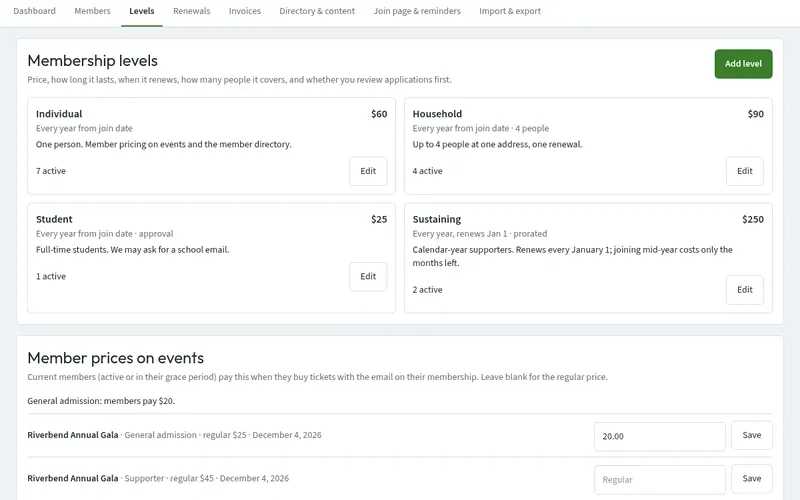 Dashboard Members Levels Renewals Invoices Directory & content Join page & reminders Import & export
Membership levels
Add level
Price, how long it lasts, when it renews, how many people it covers, and whether you review applications first.
Individual $60
Every year from join date
One person. Member pricing on events and the member directory.
7 active Edit
Household $90
Every year from join date · 4 people
Up to 4 people at one address, one renewal.
4 active Edit
Student $25
Every year from join date · approval
Full-time students. We may ask for a school email.
1 active Edit
Sustaining $250
Every year, renews Jan 1 · prorated
Calendar-year supporters. Renews every January 1; joining mid-year costs only the
months left.
2 active Edit
Member prices on events
Current members (active or in their grace period) pay this when they buy tickets with the email on their membership. Leave blank for the regular price.
General admission: members pay $20.
Riverbend Annual Gala · General admission · regular $25 · December 4, 2026 20.00 Save
Riverbend Annual Gala · Supporter · regular $45 · December 4, 2026 Regular Save